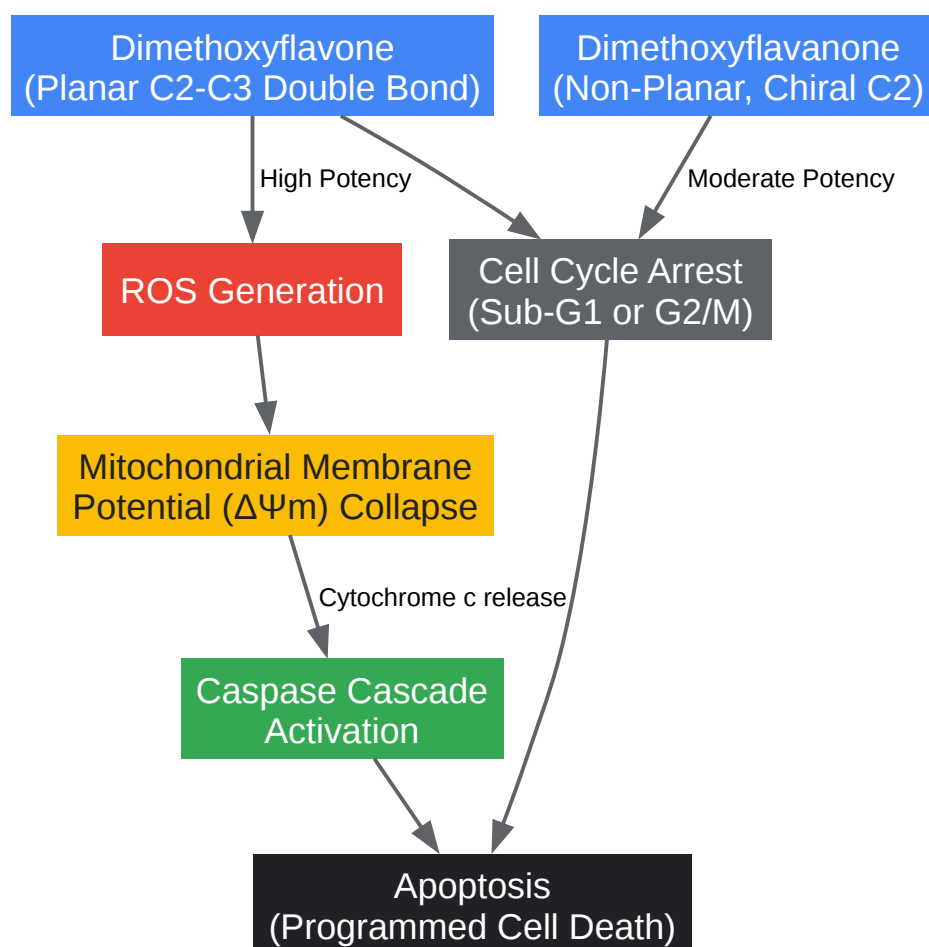 Dimethoxyflavone
(Planar C2-C3 Double Bond)
Dimethoxyflavanone
(Non-Planar, Chiral C2)
High Potency
Moderate Potency
ROS Generation
Cell Cycle Arrest
(Sub-G1 or G2/M)
Mitochondrial Membrane
Potential (ΔΨm) Collapse
Cytochrome c release
Caspase Cascade
Activation
Apoptosis
(Programmed Cell Death)